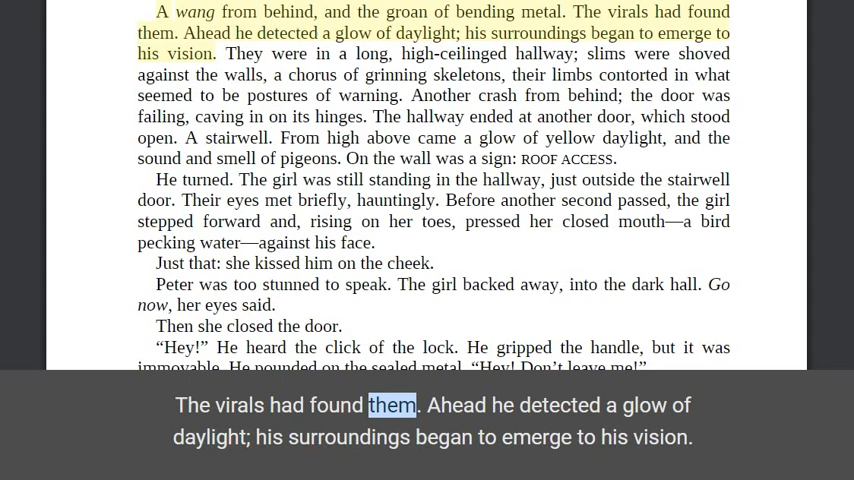 A wang from behind, and the groan of bending metal. The virals had found
them. Ahead he detected a glow of daylight; his surroundings began to emerge to
his vision. They were in a long, high-ceilinged hallway; slims were shoved
against the walls, a chorus of grinning skeletons, their limbs contorted in what
seemed to be postures of warning. Another crash from behind; the door was
failing, caving in on its hinges. The hallway ended at another door, which stood
open. A stairwell. From high above came a glow of yellow daylight, and the
sound and smell of pigeons. On the wall was a sign: ROOF ACCESS.
He turned. The girl was still standing in the hallway, just outside the stairwell
door. Their eyes met briefly, hauntingly. Before another second passed, the girl
stepped forward and, rising on her toes, pressed her closed mouth—a bird
pecking water—against his face.
Just that: she kissed him on the cheek.
Peter was too stunned to speak. The girl backed away, into the dark hall. Go
now, her eyes said.
Then she closed the door.
“Hey!” He heard the click of the lock. He gripped the handle, but it was
immovable. He pounded on the sealed metal. “Hey! Don’t leave me!”
The virals had found them. Ahead he detected a glow of
daylight; his surroundings began to emerge to his vision.